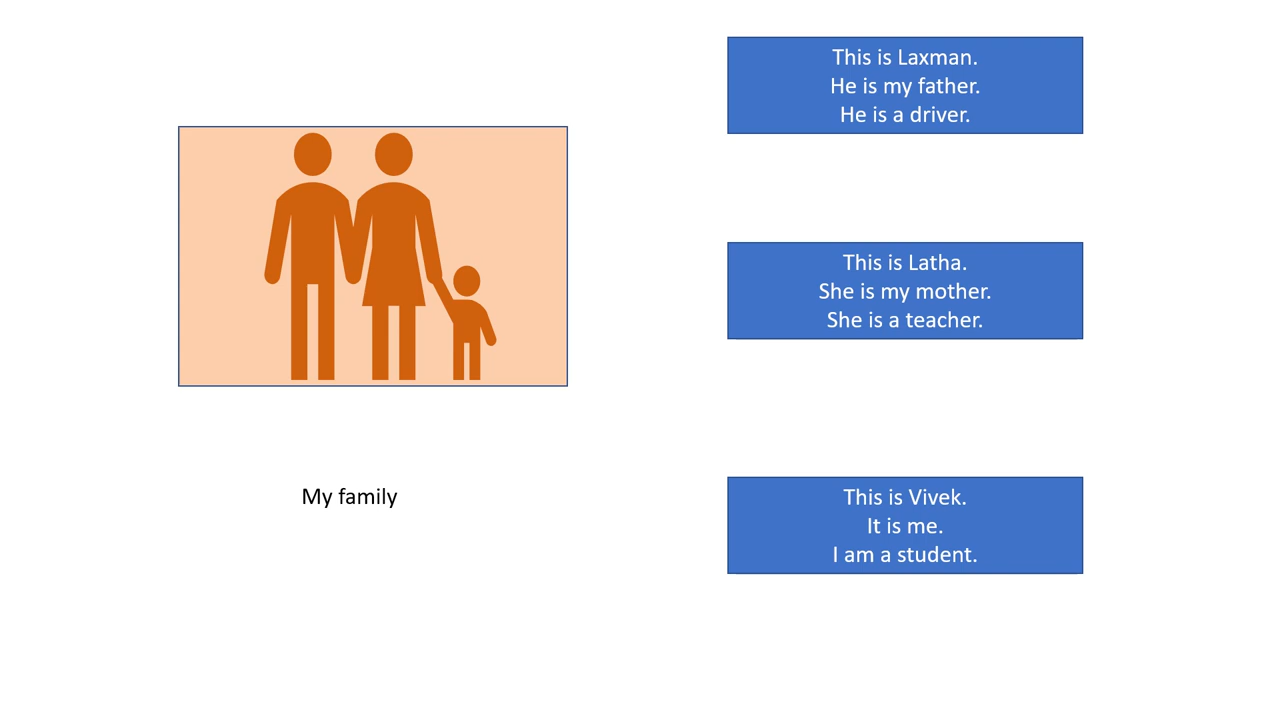 This is Laxman.
He is my father.
He is a driver.
This is Latha.
She is my mother.
She is a teacher.
My family
This is Vivek.
It is me.
I am a student.